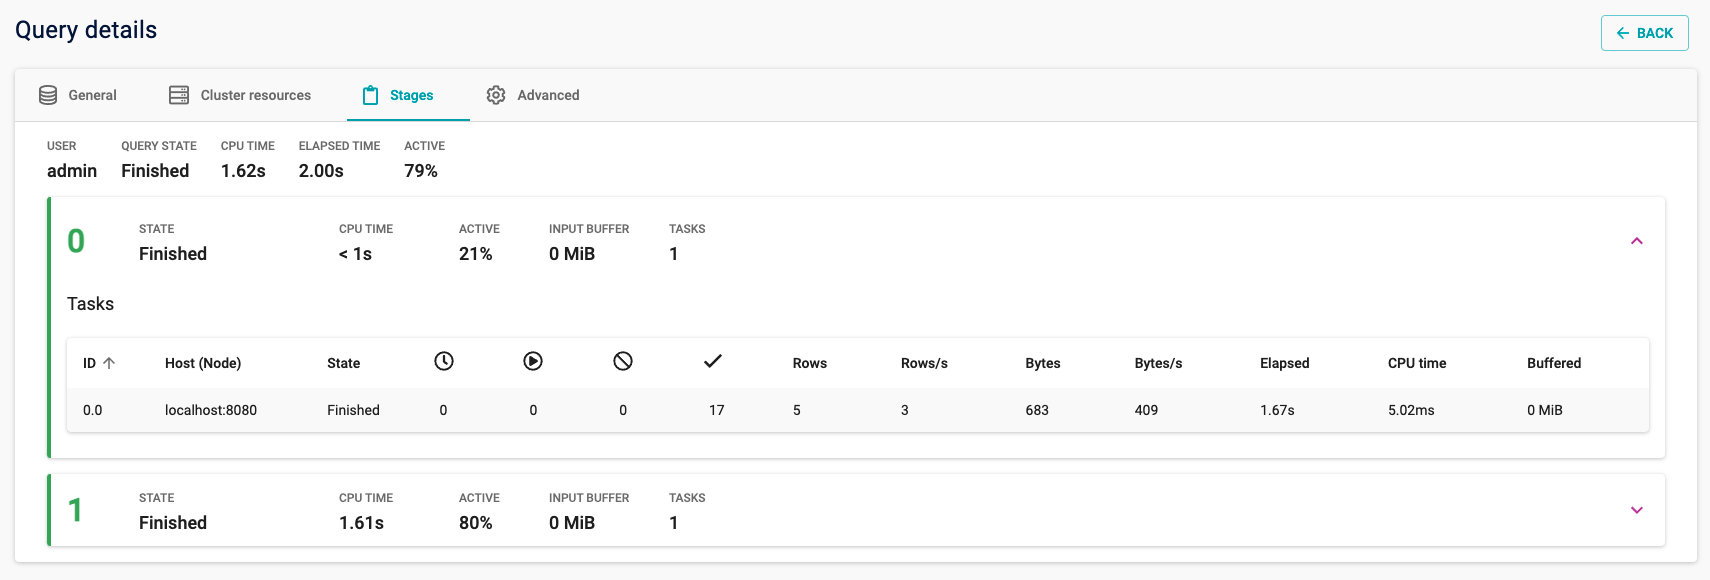 Query details
BACK
General Cluster resources Stages Advanced
USER QUERY STATE CPU TIME ELAPSED TIME ACTIVE
admin Finished 1.62s 2.00s 79%
0
STATE CPU TIME ACTIVE INPUT BUFFER TASKS
Finished < 1s 21% 0 MiB 1
Tasks
ID Host (Node) State Rows Rows/s Bytes Bytes/s Elapsed CPU time Buffered
0.0 localhost:8080 Finished 0 0 0 17 5 3 683 409 1.67s 5.02ms 0 MiB
1
STATE CPU TIME ACTIVE INPUT BUFFER TASKS
Finished 1.61s 80% 0 MiB 1